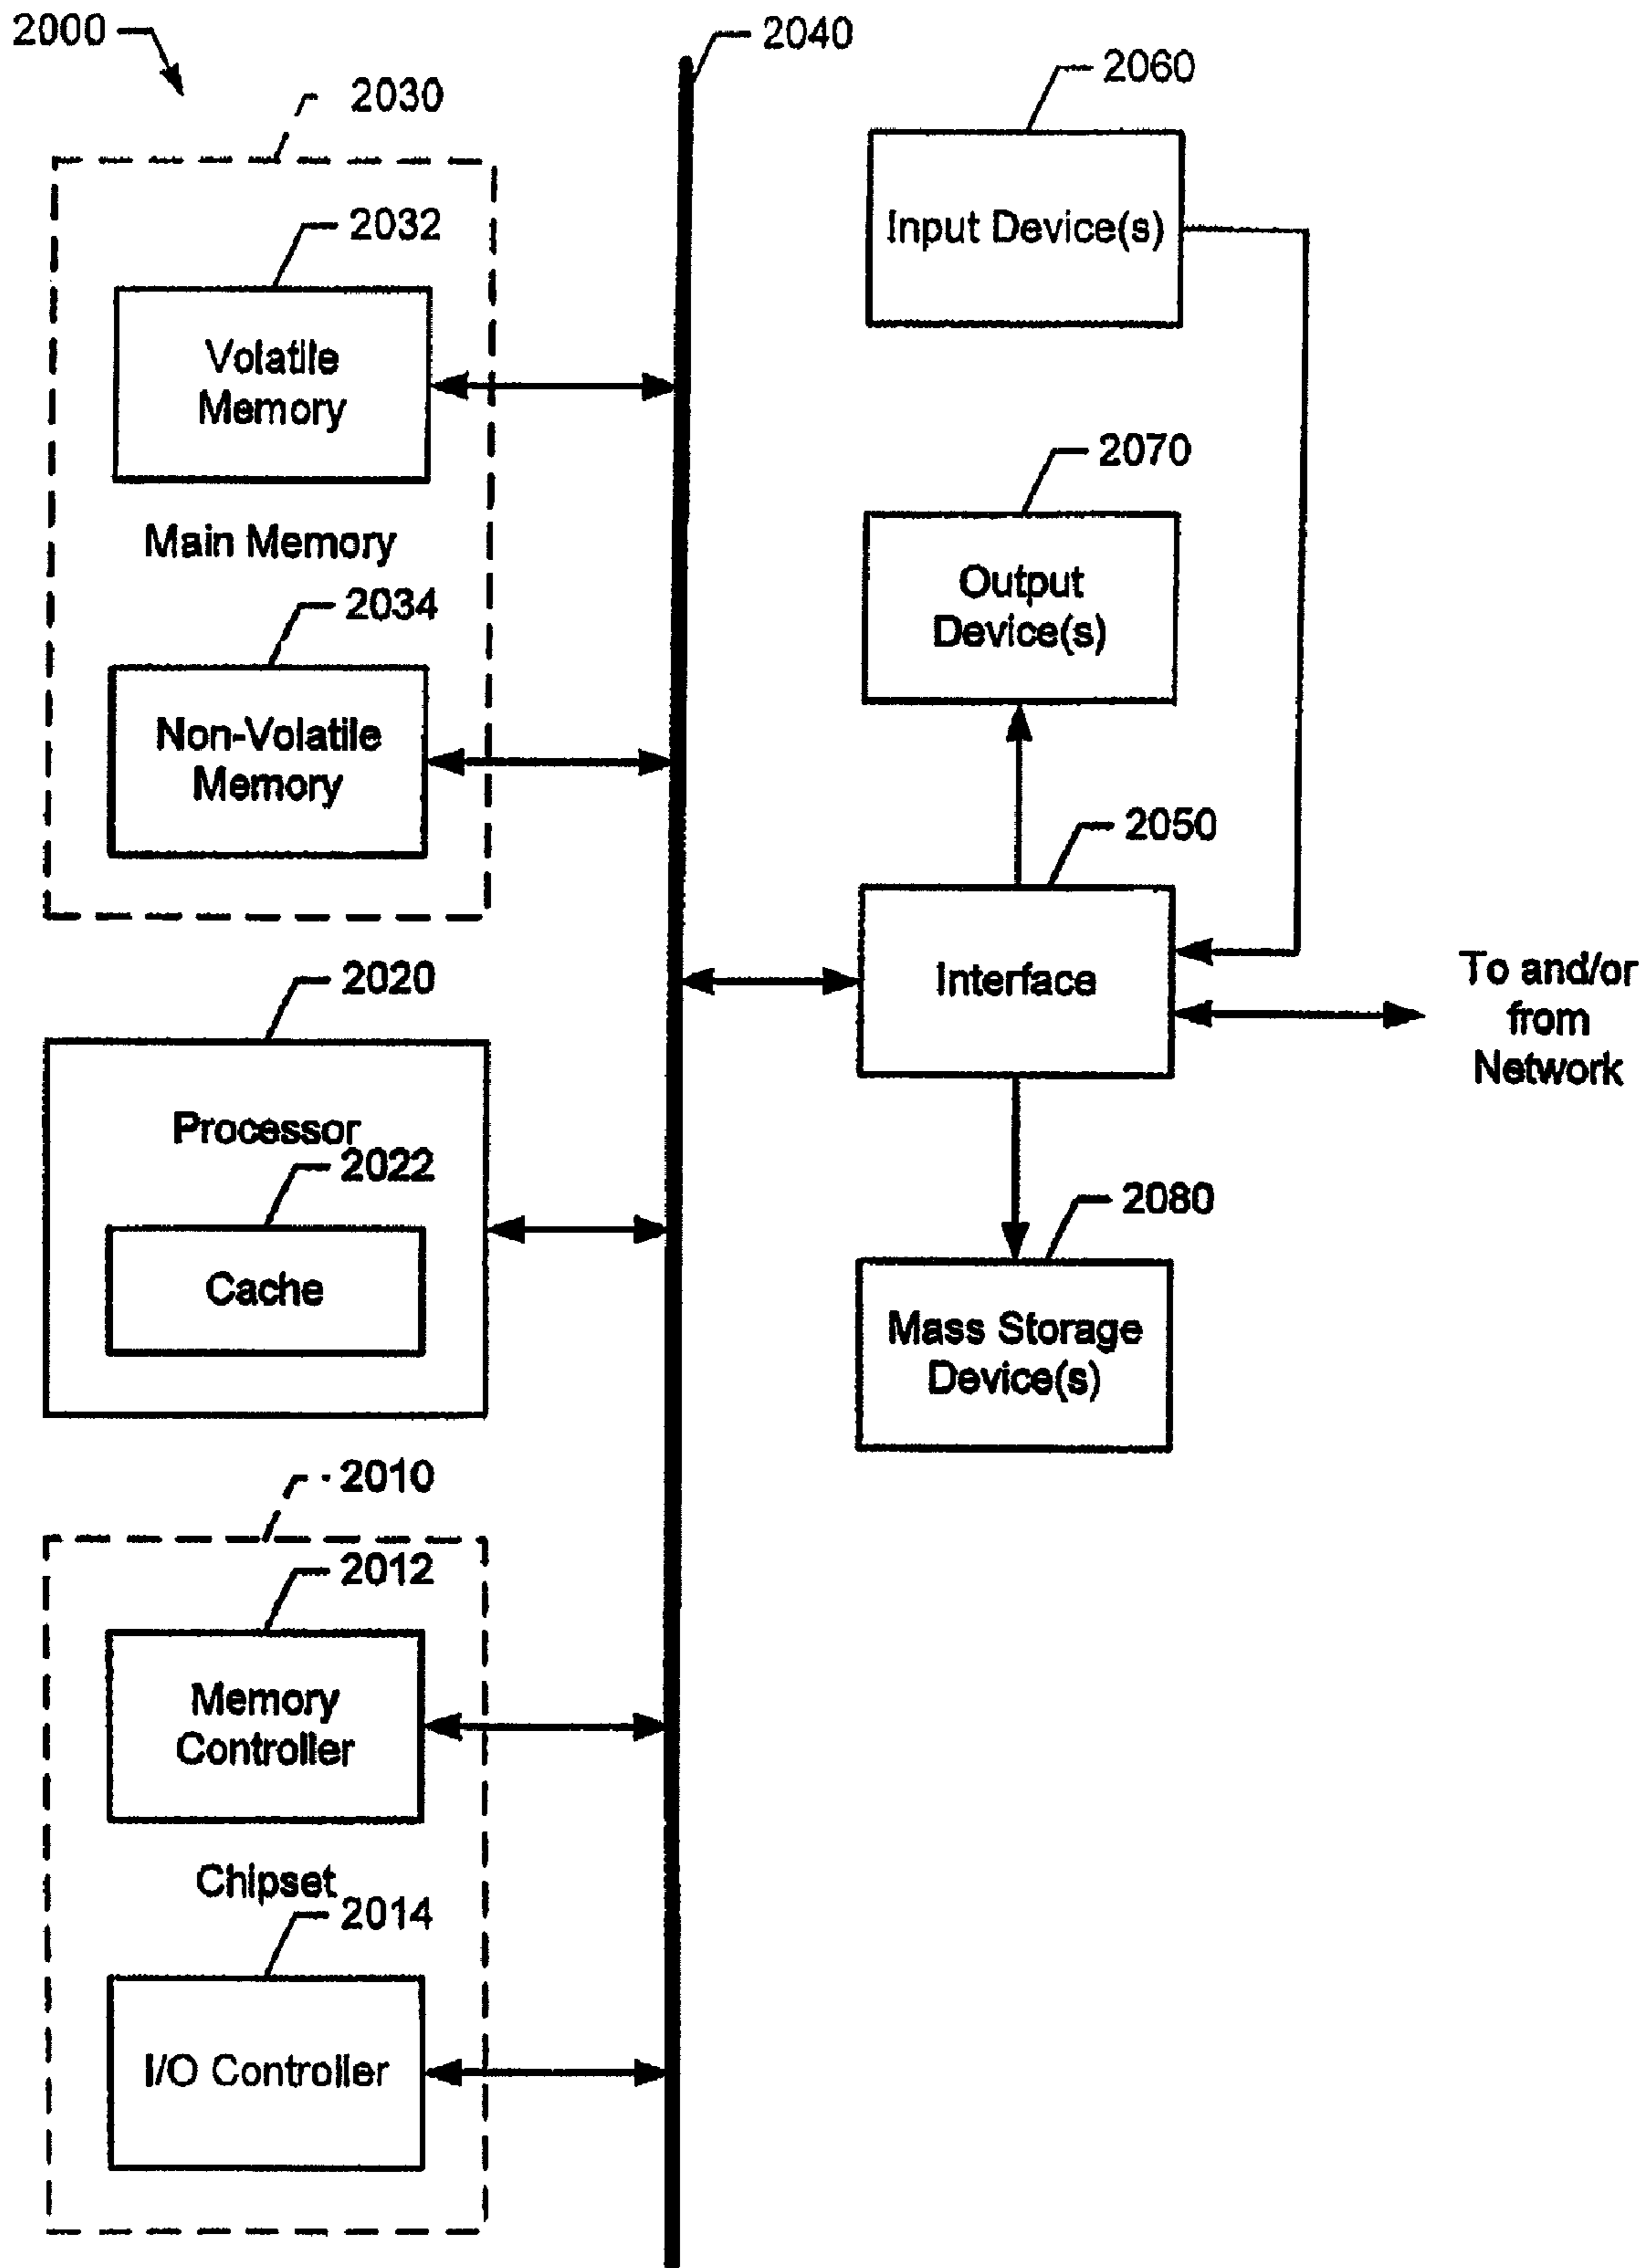 2000
2040
2060
2030
Input Device(s)
2032
Volatile
Memory
2070
Main Memory
Output
Device(s)
2034
Non-Volatile
Memory
2050
Interface
To and/or
from
Network
2020
Processor
2022
Cache
2080
Mass Storage
Device(s)
2010
2012
Memory
Controller
Chipset
2014
I/O Controller